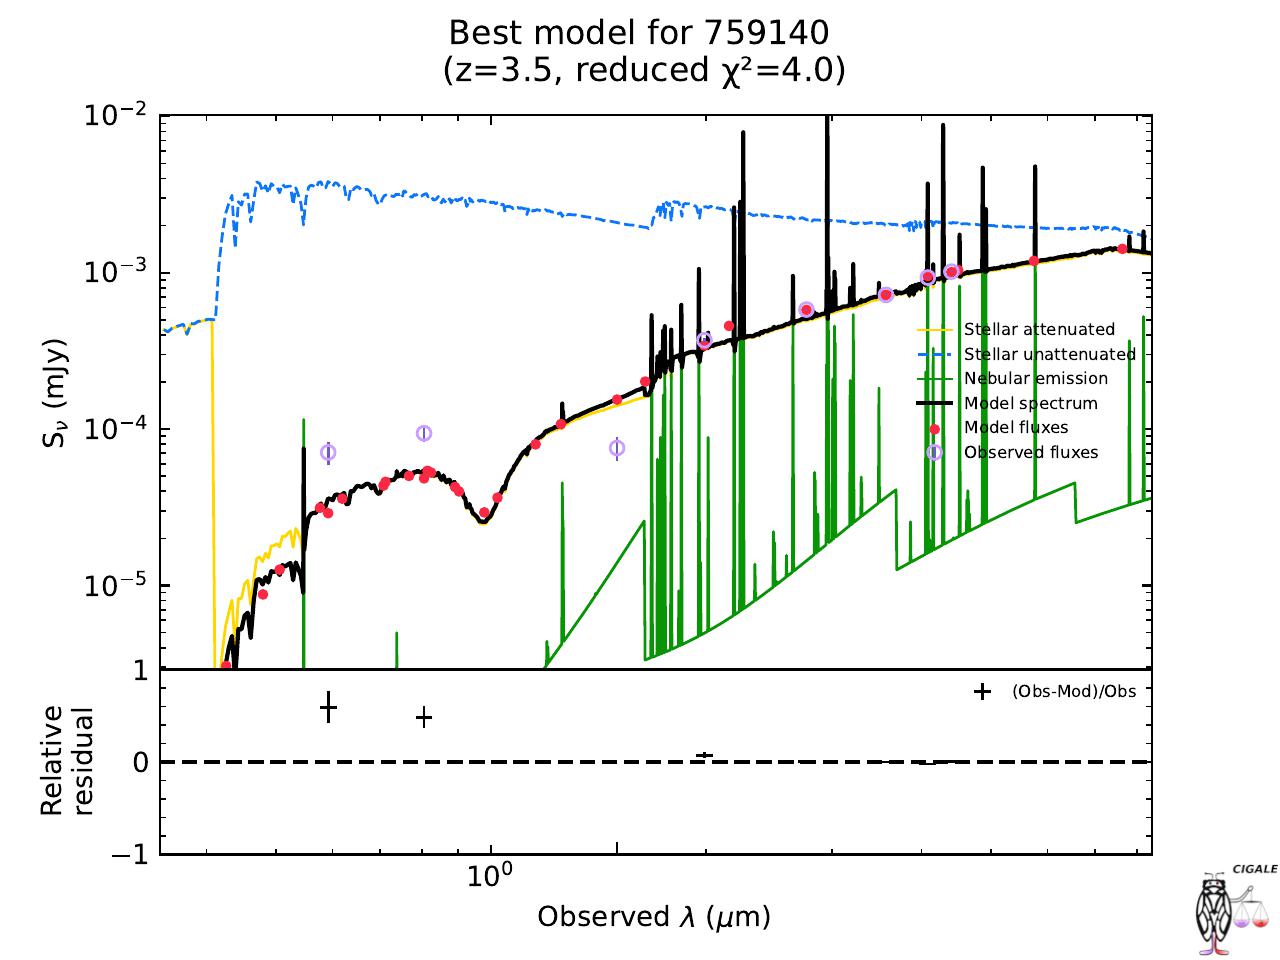 Best model for 759140
(z=3.5, reduced χ²=4.0)
10⁻²
10⁻³
10⁻⁴
10⁻⁵
Sν (mJy)
Stellar attenuated
Stellar unattenuated
Nebular emission
Model spectrum
Model fluxes
Observed fluxes
1
0
−1
Relative
residual
(Obs-Mod)/Obs
10⁰
Observed λ (μm)
CIGALE